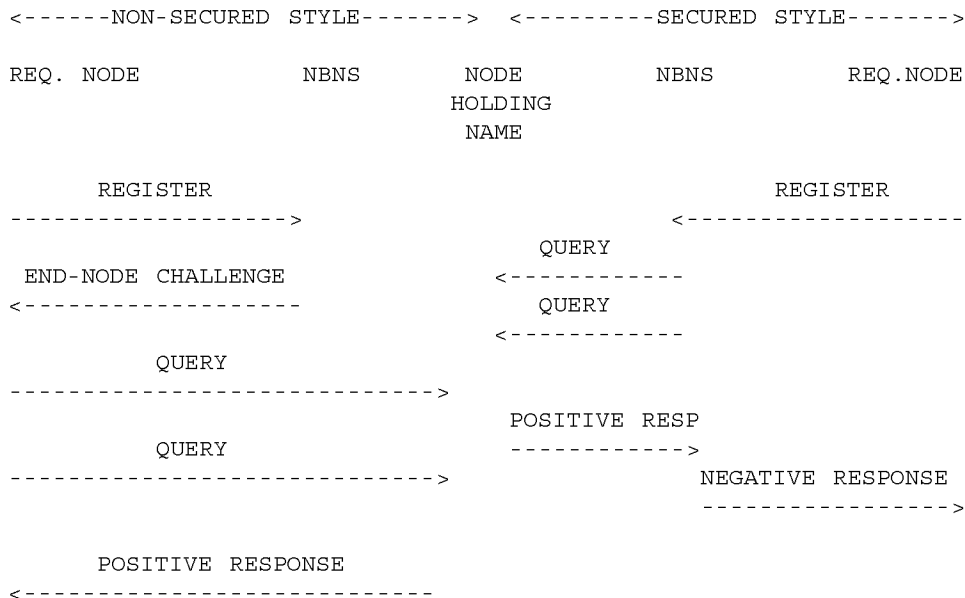 <------NON-SECURED STYLE-------> <---------SECURED STYLE------->
REQ. NODE NBNS NODE NBNS REQ.NODE
HOLDING
NAME
REGISTER REGISTER
-------------------> <-------------------
QUERY
END-NODE CHALLENGE <------------
<------------------- QUERY
<------------
QUERY
----------------------------->
POSITIVE RESP
QUERY ------------>
-----------------------------> NEGATIVE RESPONSE
----------------->
POSITIVE RESPONSE
<----------------------------